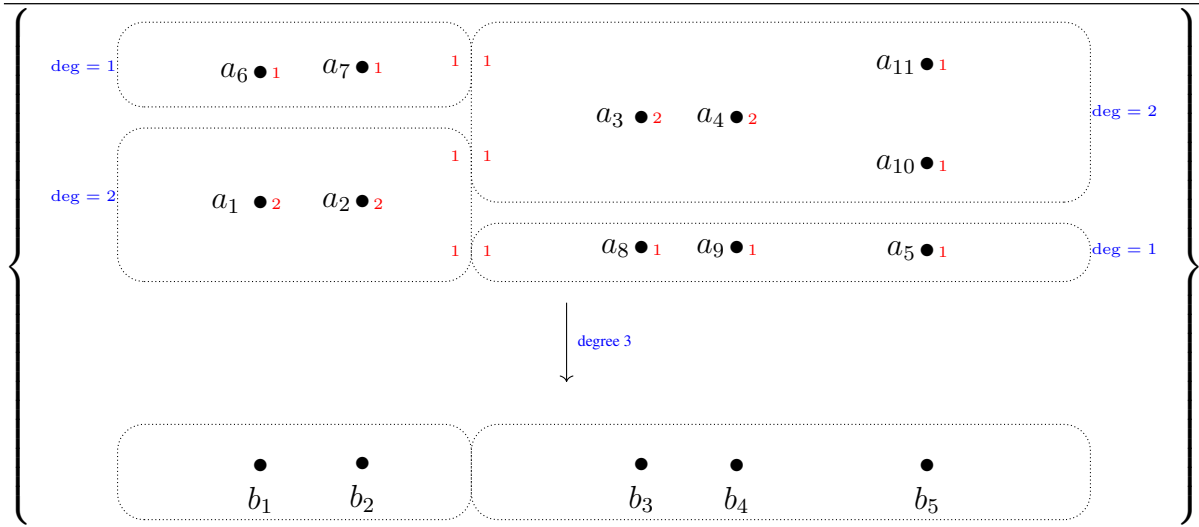 deg = 1 a₆ 1 a₇ 1 1 1 a₁₁ 1
a₃ 2 a₄ 2 deg = 2
1 1 a₁₀ 1
deg = 2 a₁ 2 a₂ 2
1 1 a₈ 1 a₉ 1 a₅ 1 deg = 1
degree 3
b₁ b₂ b₃ b₄ b₅